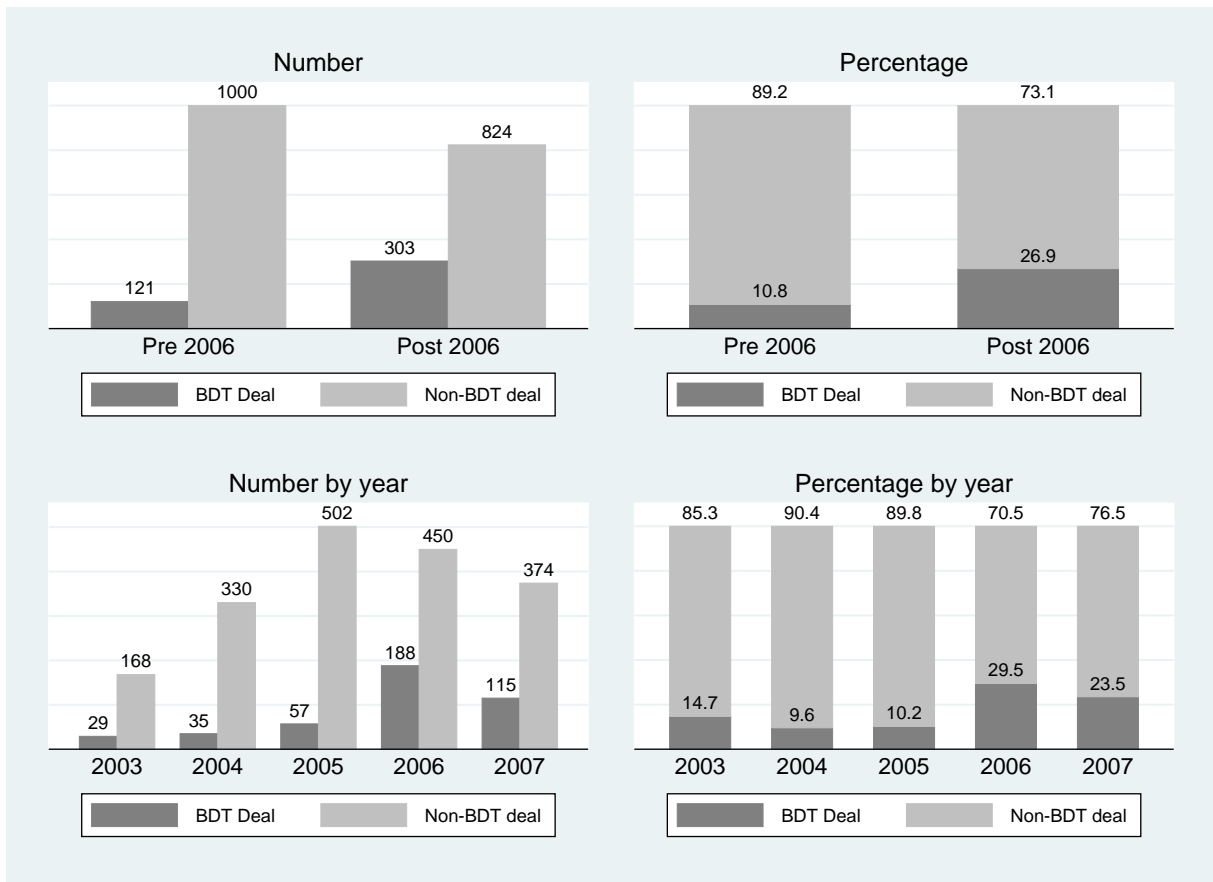 Number
1000
824
303
121
Pre 2006 Post 2006
BDT Deal Non-BDT deal
Percentage
89.2 73.1
26.9
10.8
Pre 2006 Post 2006
BDT Deal Non-BDT deal
Number by year
502
450
374
330
188
168
115
57
35
29
2003 2004 2005 2006 2007
BDT Deal Non-BDT deal
Percentage by year
85.3 90.4 89.8 70.5 76.5
29.5
23.5
14.7
10.2
9.6
2003 2004 2005 2006 2007
BDT Deal Non-BDT deal